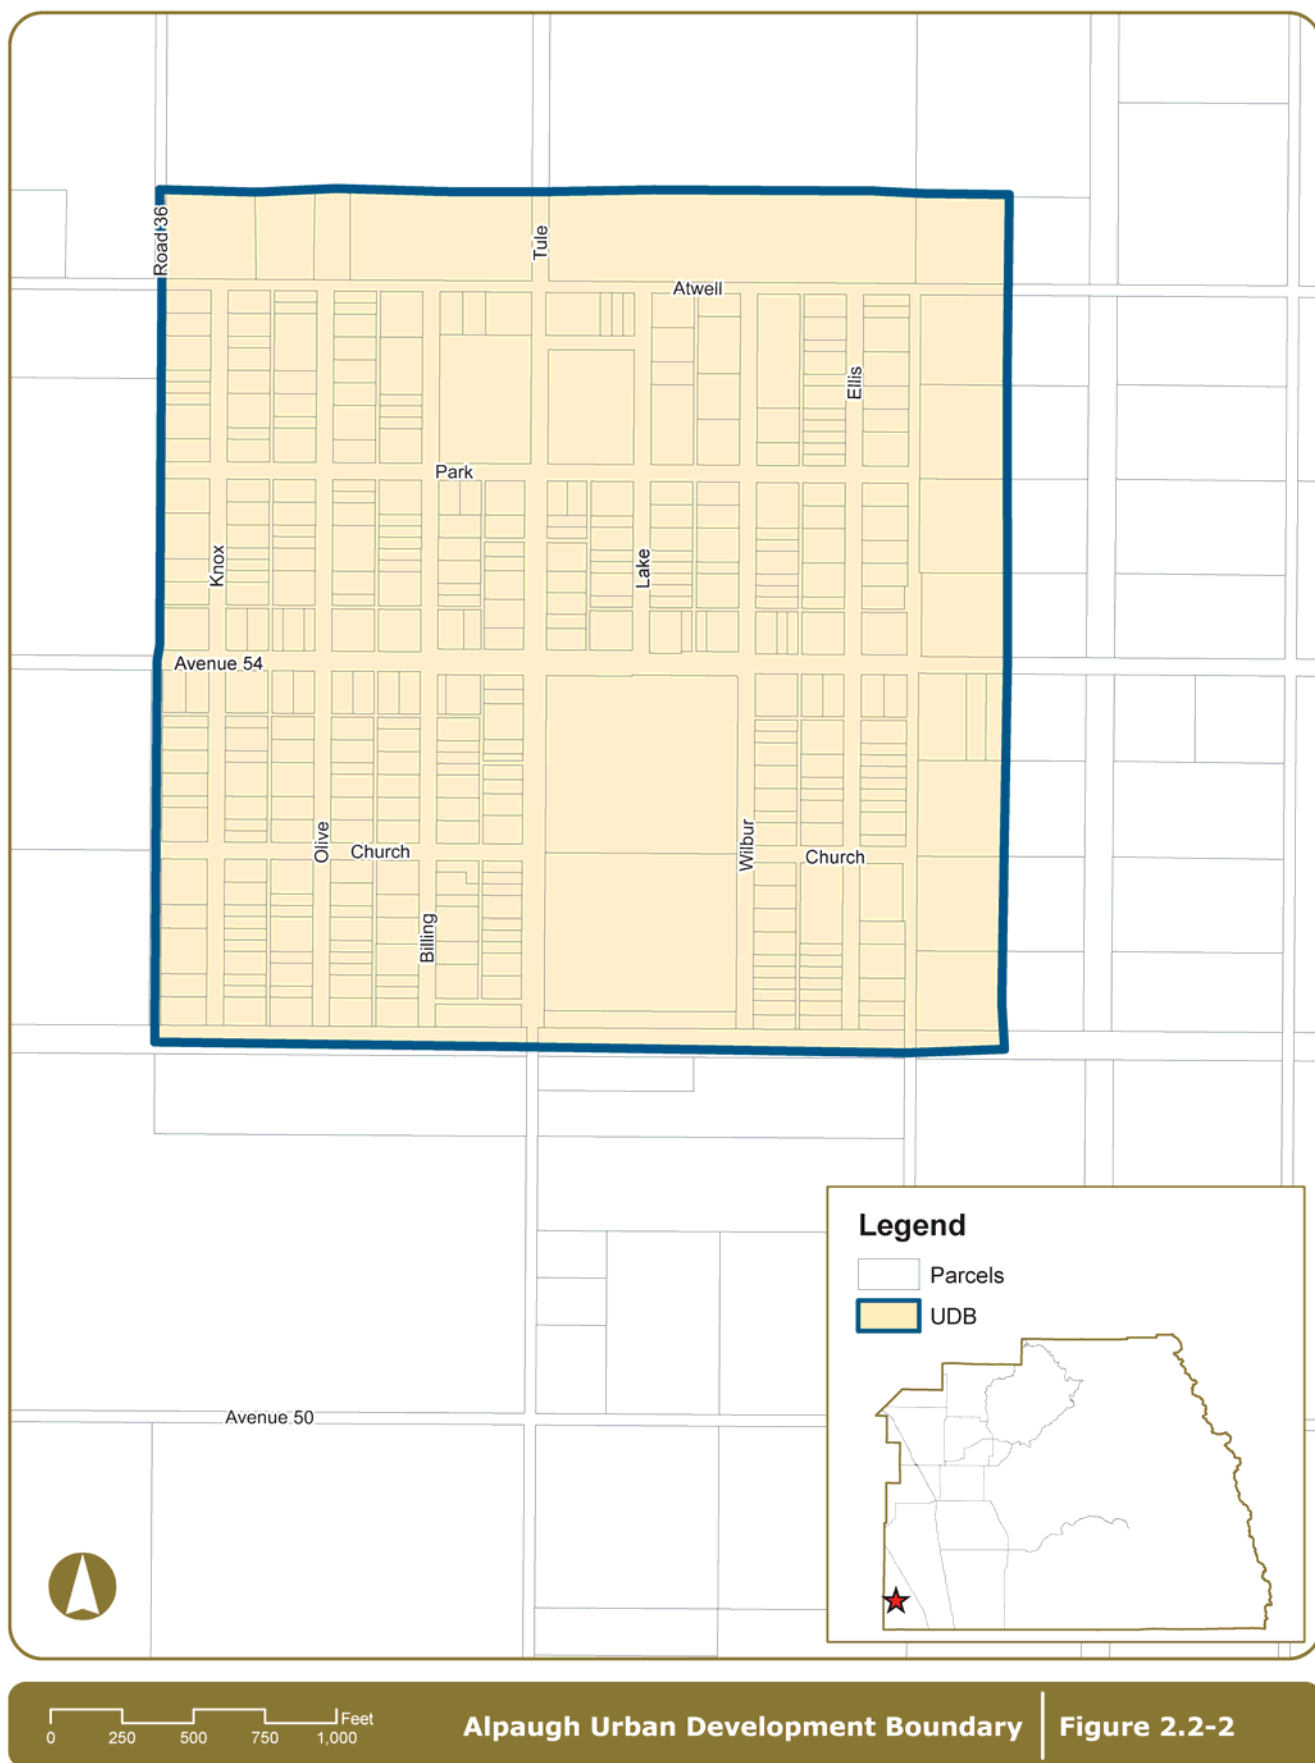 Road 36
Tule
Atwell
Ellis
Park
Knox
Lake
Avenue 54
Olive
Church
Wilbur
Church
Billing
Legend
Parcels
UDB
Avenue 50
Feet
0 250 500 750 1,000
Alpaugh Urban Development Boundary
Figure 2.2-2